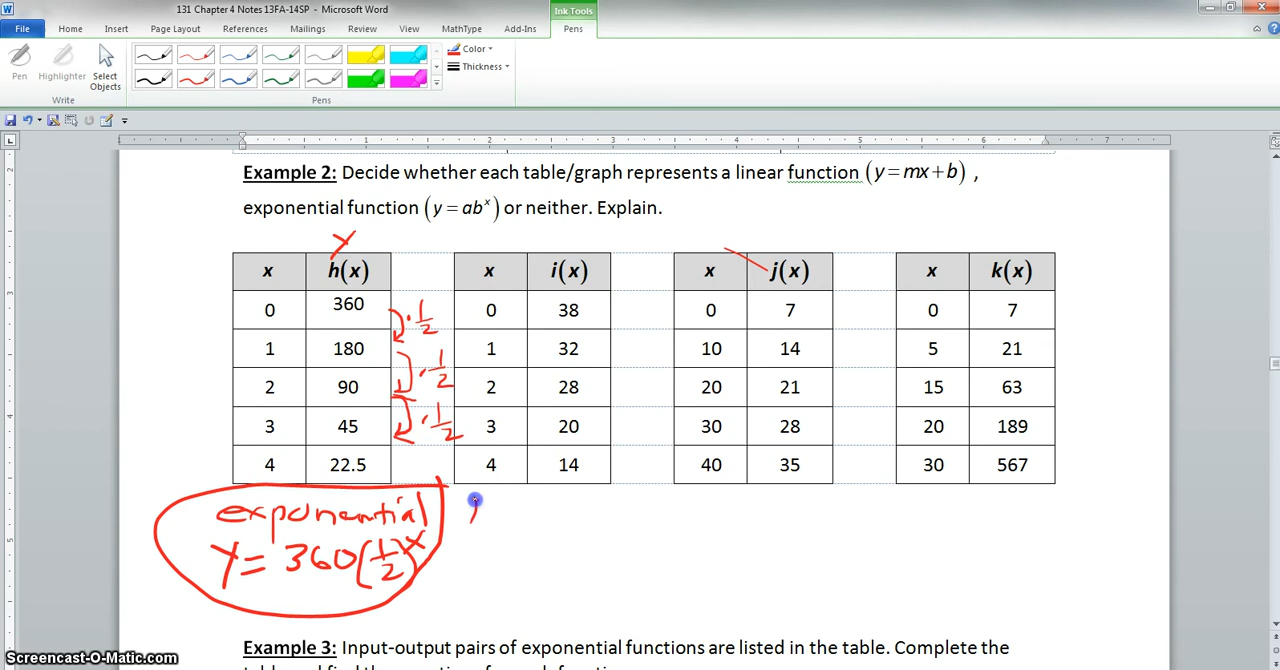 131 Chapter 4 Notes 13FA-14SP - Microsoft Word
Ink Tools
File Home Insert Page Layout References Mailings Review View MathType Add-Ins Pens
Pen Highlighter Select Objects
Color
Thickness
Write Pens
Example 2: Decide whether each table/graph represents a linear function (y = mx + b) ,
exponential function (y = ab^x) or neither. Explain.
Y
x h(x) x i(x) x j(x) x k(x)
0 360 0 38 0 7 0 7
· 1/2
1 180 1 32 10 14 5 21
· 1/2
2 90 2 28 20 21 15 63
· 1/2
3 45 3 20 30 28 20 189
4 22.5 4 14 40 35 30 567
exponential
Y = 360(1/2)^x
Example 3: Input-output pairs of exponential functions are listed in the table. Complete the
Screencast-O-Matic.com